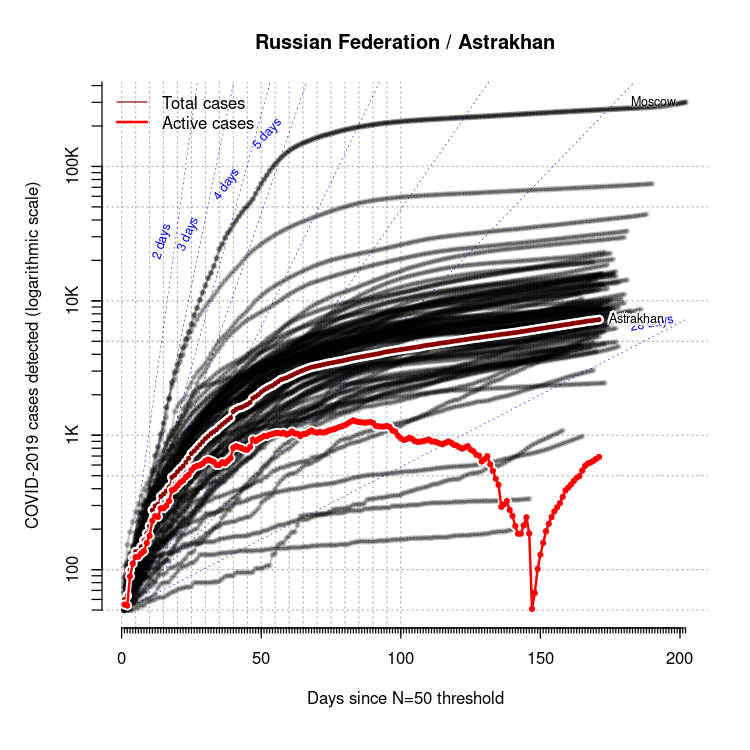 Russian Federation / Astrakhan
Total cases
Active cases
Moscow
2 days
3 days
4 days
5 days
Astrakhan
days
COVID-2019 cases detected (logarithmic scale)
100K
10K
1K
100
0 50 100 150 200
Days since N=50 threshold